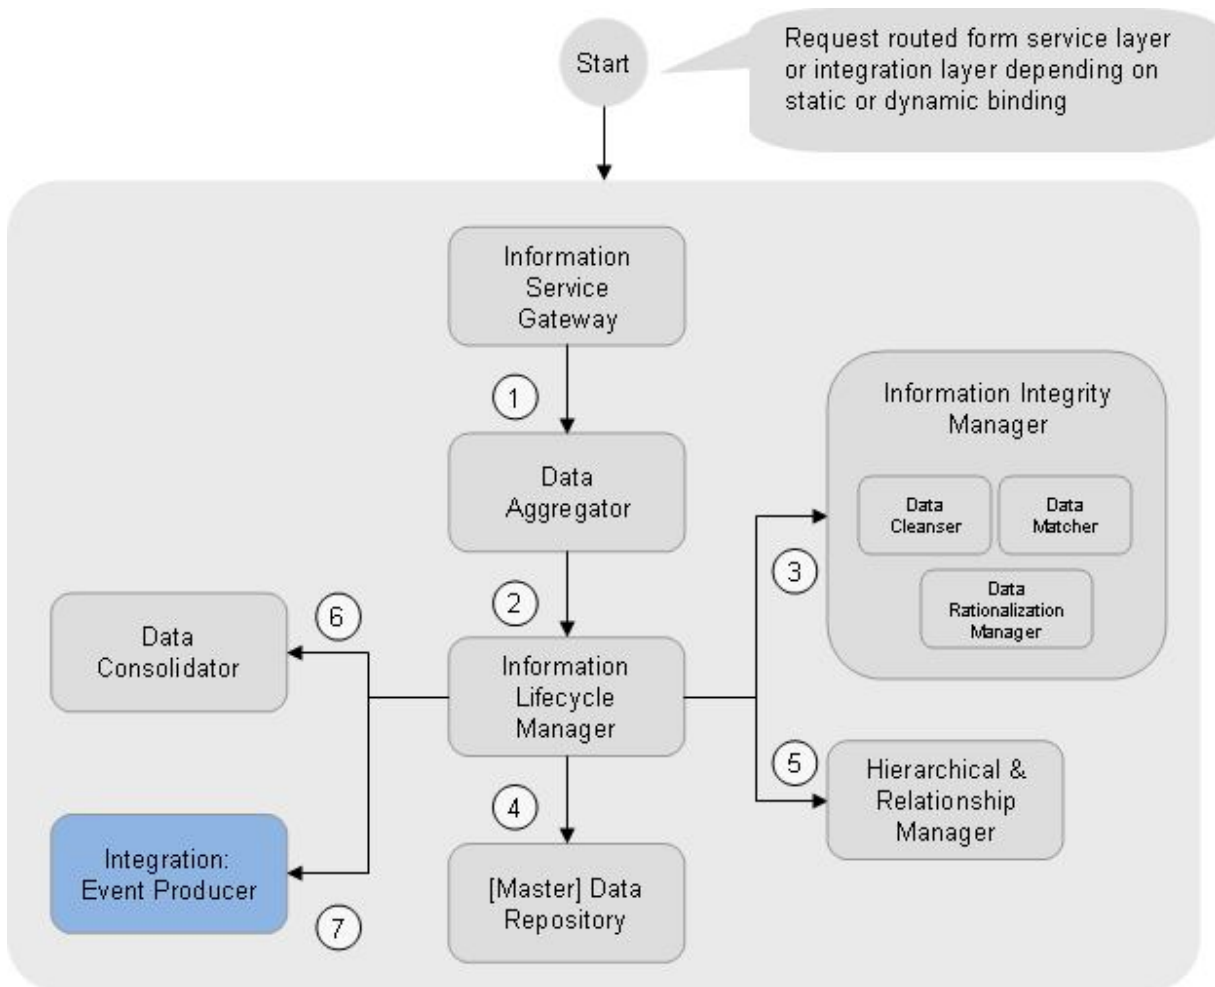 Start
Request routed form service layer
or integration layer depending on
static or dynamic binding
Information
Service
Gateway
1
Data
Aggregator
2
Information
Lifecycle
Manager
3
Information Integrity
Manager
Data
Cleanser
Data
Matcher
Data
Rationalization
Manager
4
[Master] Data
Repository
5
Hierarchical &
Relationship
Manager
6
Data
Consolidator
7
Integration:
Event Producer